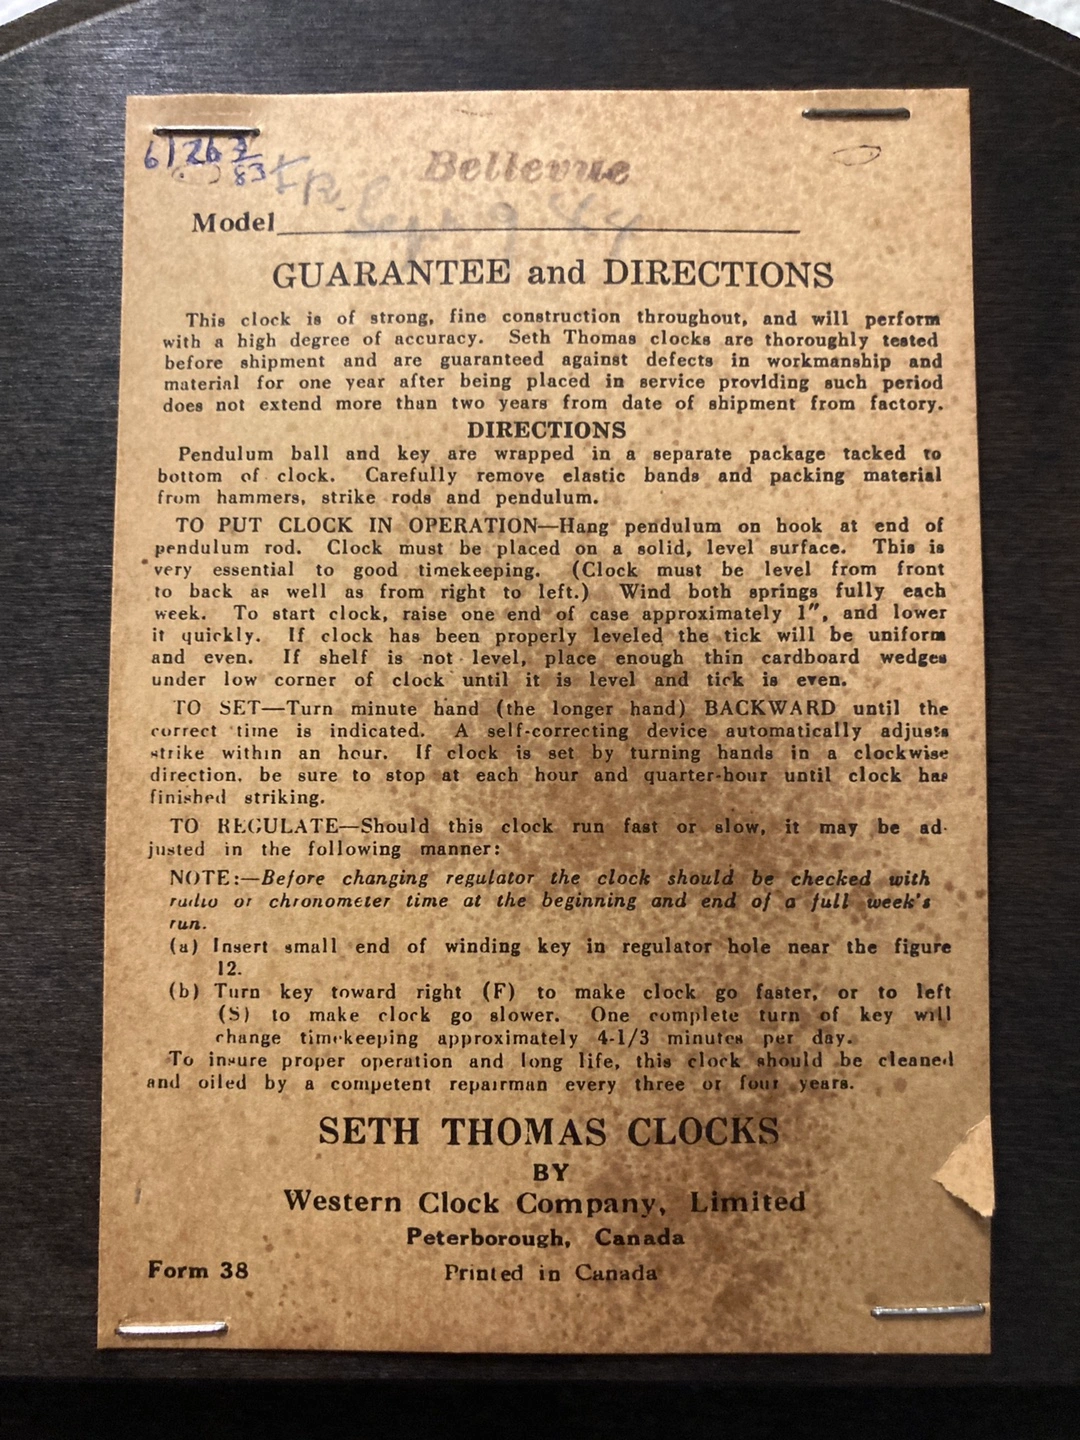 Bellevue
Model
GUARANTEE and DIRECTIONS
This clock is of strong, fine construction throughout, and will perform
with a high degree of accuracy. Seth Thomas clocks are thoroughly tested
before shipment and are guaranteed against defects in workmanship and
material for one year after being placed in service providing such period
does not extend more than two years from date of shipment from factory.
DIRECTIONS
Pendulum ball and key are wrapped in a separate package tacked to
bottom of clock. Carefully remove elastic bands and packing material
from hammers, strike rods and pendulum.
TO PUT CLOCK IN OPERATION—Hang pendulum on hook at end of
pendulum rod. Clock must be placed on a solid, level surface. This is
very essential to good timekeeping. (Clock must be level from front
to back as well as from right to left.) Wind both springs fully each
week. To start clock, raise one end of case approximately 1″, and lower
it quickly. If clock has been properly leveled the tick will be uniform
and even. If shelf is not level, place enough thin cardboard wedges
under low corner of clock until it is level and tick is even.
TO SET—Turn minute hand (the longer hand) BACKWARD until the
correct time is indicated. A self-correcting device automatically adjusts
strike within an hour. If clock is set by turning hands in a clockwise
direction, be sure to stop at each hour and quarter-hour until clock has
finished striking.
TO REGULATE—Should this clock run fast or slow, it may be ad-
justed in the following manner:
NOTE:—Before changing regulator the clock should be checked with
radio or chronometer time at the beginning and end of a full week's
run.
(a) Insert small end of winding key in regulator hole near the figure
12.
(b) Turn key toward right (F) to make clock go faster, or to left
(S) to make clock go slower. One complete turn of key will
change timekeeping approximately 4-1/3 minutes per day.
To insure proper operation and long life, this clock should be cleaned
and oiled by a competent repairman every three or four years.
SETH THOMAS CLOCKS
BY
Western Clock Company, Limited
Peterborough, Canada
Form 38
Printed in Canada